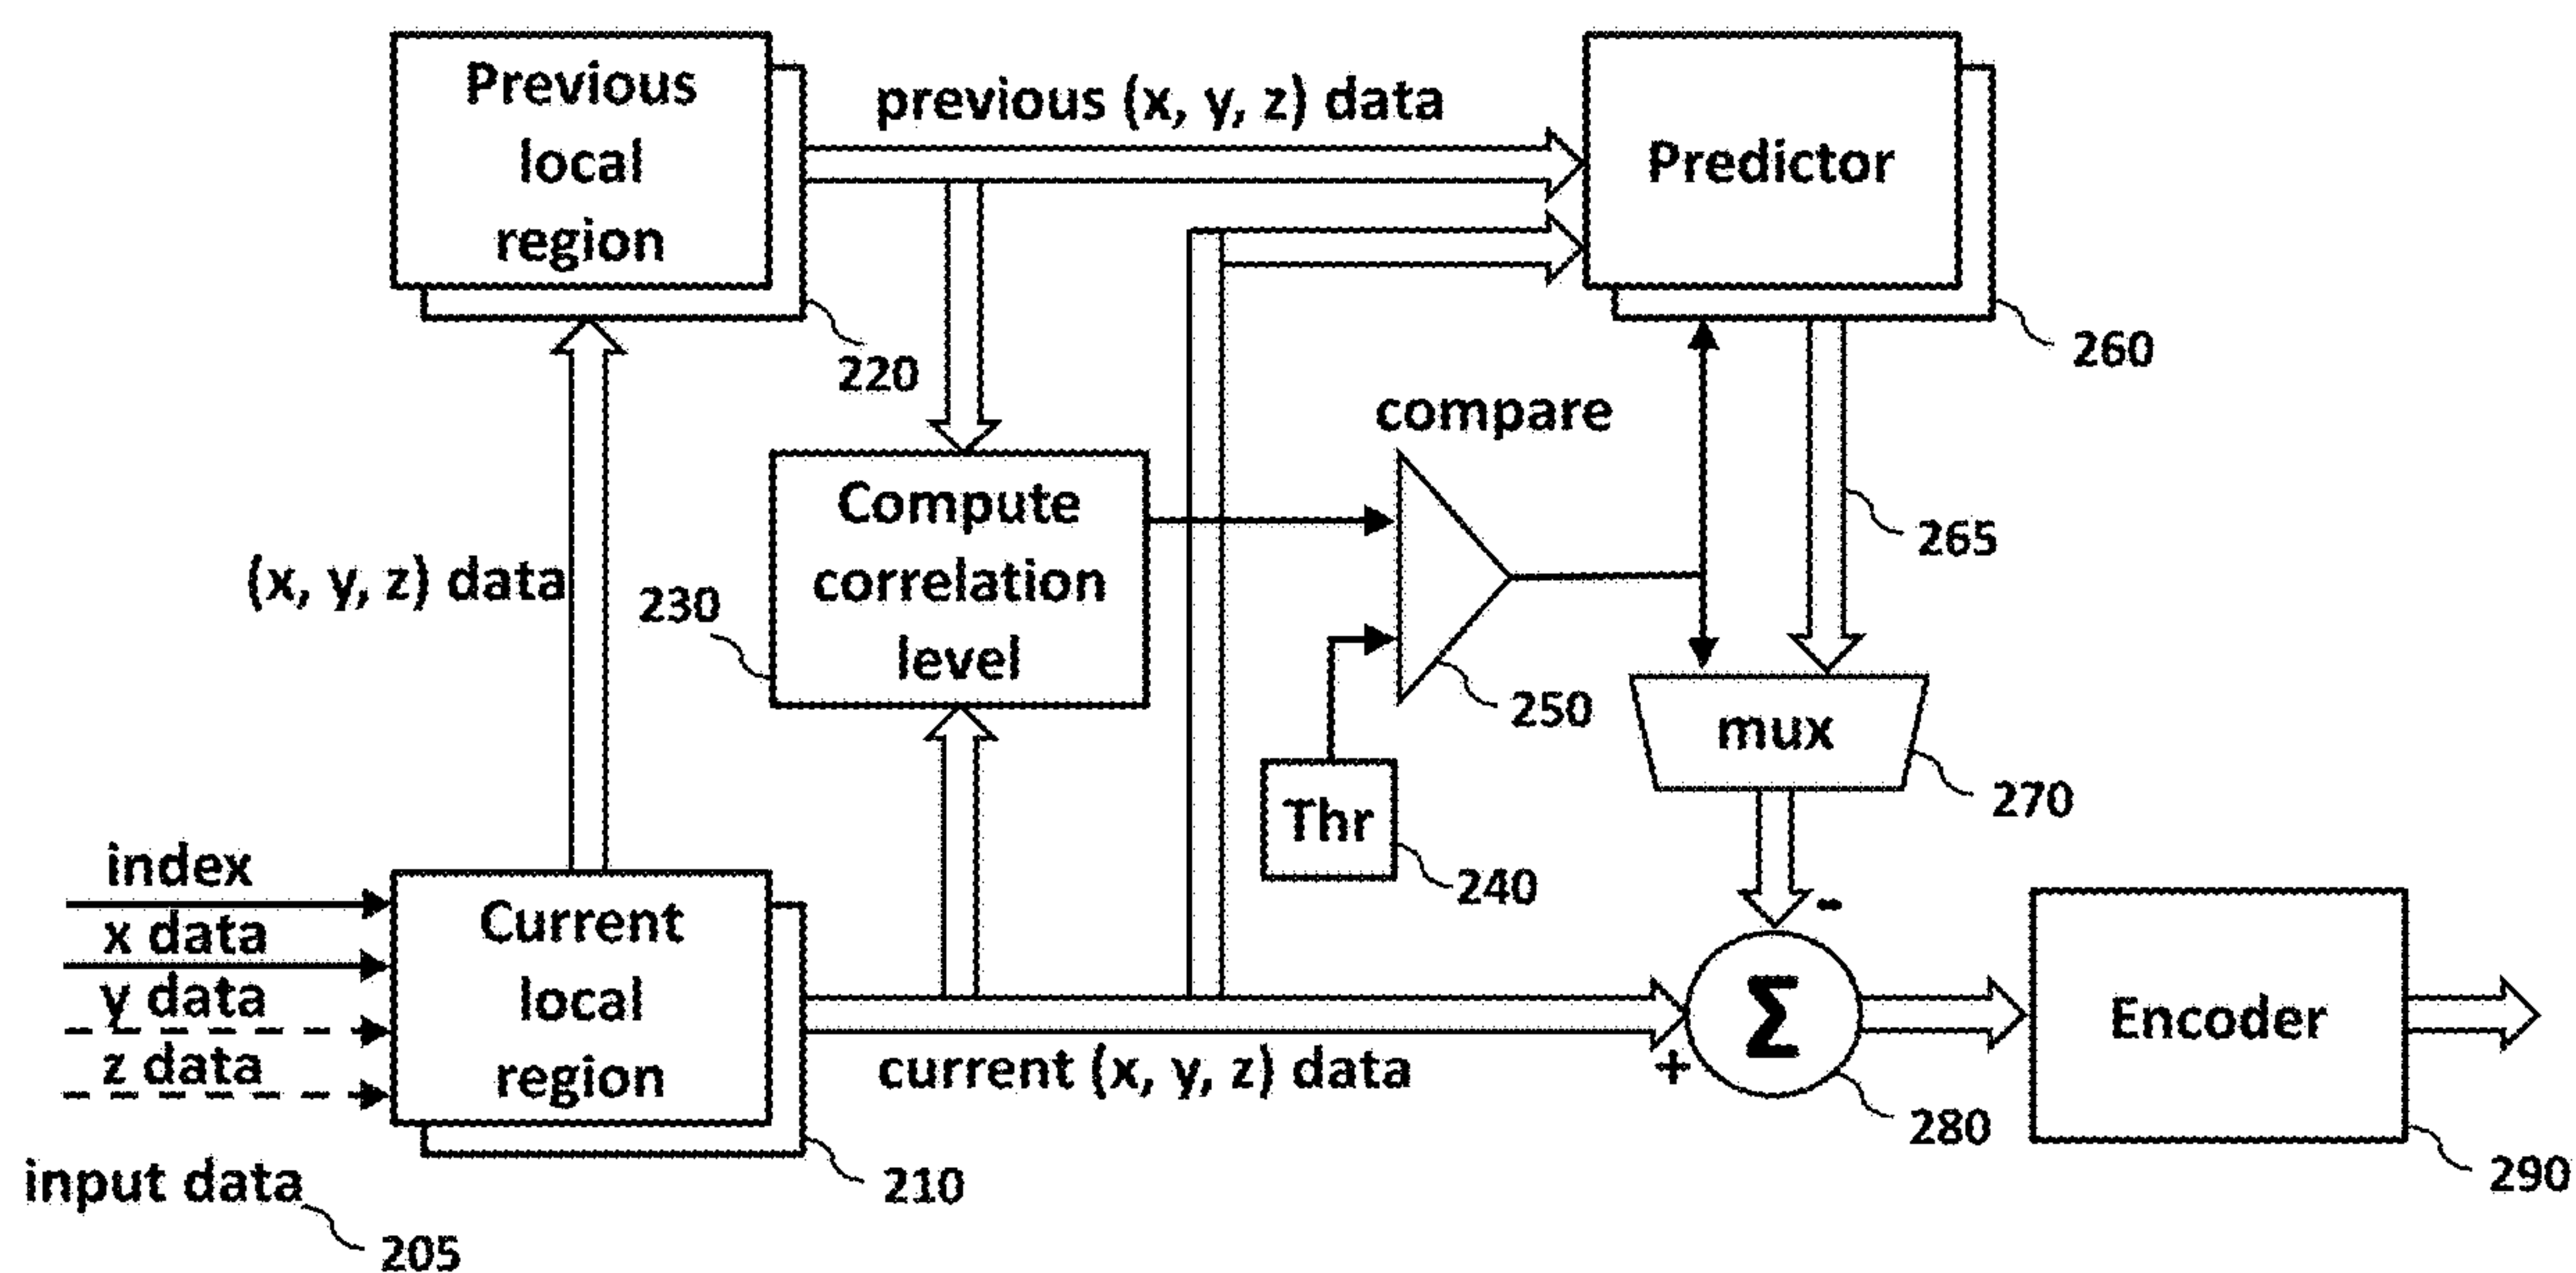 Previous
local
region
220
previous (x, y, z) data
Predictor
260
compare
265
Compute
correlation
level
230
(x, y, z) data
250
mux
270
Thr
240
index
x data
y data
z data
input data
205
Current
local
region
210
current (x, y, z) data
-
+
Σ
280
Encoder
290